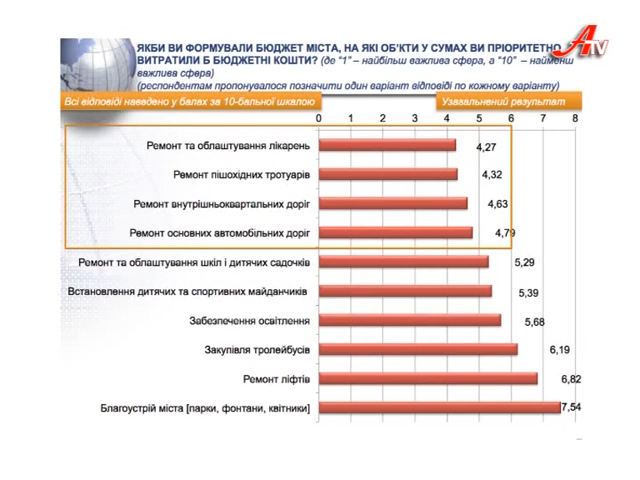 ЯКБИ ВИ ФОРМУВАЛИ БЮДЖЕТ МІСТА, НА ЯКІ ОБ'ЄКТИ У СУМАХ ВИ ПРІОРИТЕТНО
ВИТРАТИЛИ Б БЮДЖЕТНІ КОШТИ? (де "1" – найбільш важлива сфера, а "10" – найменш
важлива сфера)
(респондентам пропонувалося позначити один варіант відповіді по кожному варіанту)
ATV
Всі відповіді наведено у балах за 10-бальної шкалою
Узагальнений результат
0 1 2 3 4 5 6 7 8
Ремонт та облаштування лікарень 4,27
Ремонт пішохідних тротуарів 4,32
Ремонт внутрішньоквартальних доріг 4,63
Ремонт основних автомобільних доріг 4,79
Ремонт та облаштування шкіл і дитячих садочків 5,29
Встановлення дитячих та спортивних майданчиків 5,39
Забезпечення освітлення 5,68
Закупівля тролейбусів 6,19
Ремонт ліфтів 6,82
Благоустрій міста [парки, фонтани, квітники] 7,54